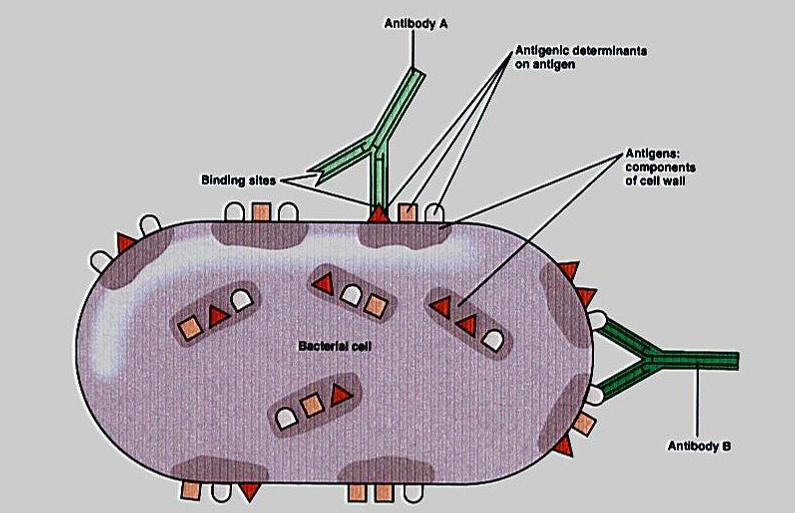 Antibody A
Antigenic determinants
on antigen
Antigens:
components
of cell wall
Binding sites
Bacterial cell
Antibody B